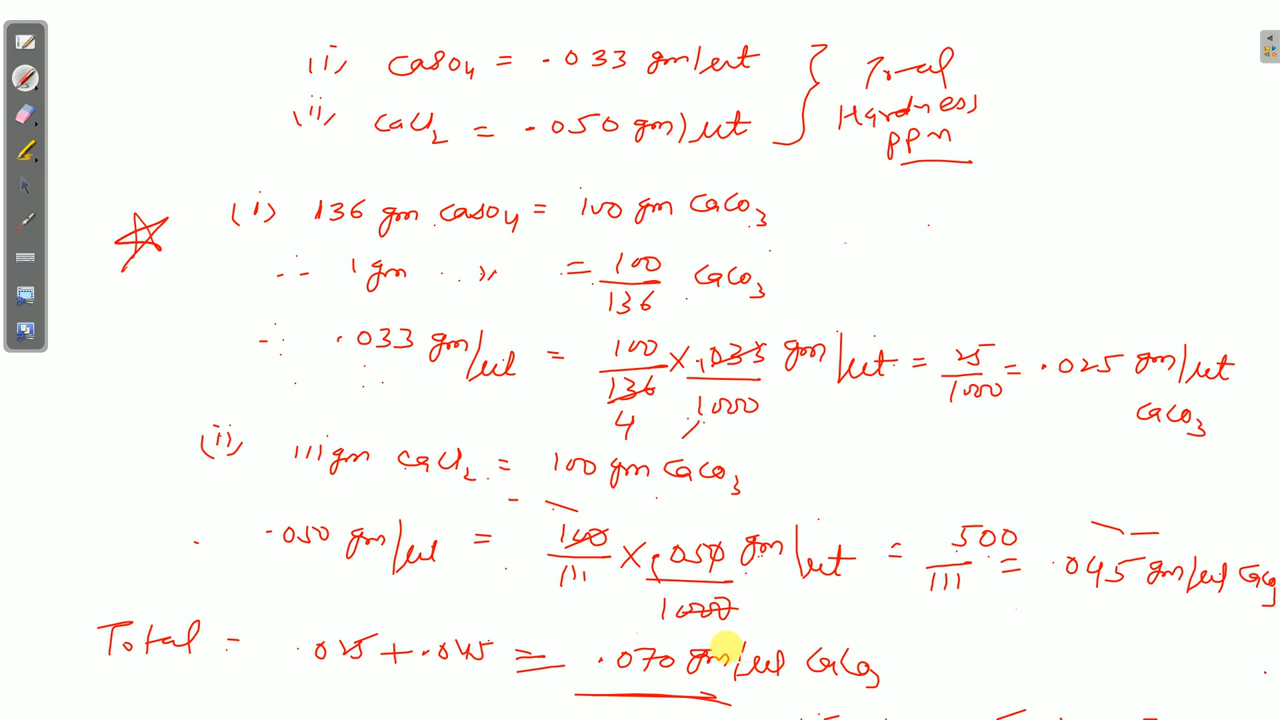 (i) CaSO4 = .033 gm/lit
(ii) CaCl2 = .050 gm/lit
Total
Hardness
ppm
(i) 136 gm CaSO4 = 100 gm CaCO3
∴ 1 gm " = 100/136 CaCO3
∴ .033 gm/lit = 100/136 4 × .033/1000 gm/lit = 25/1000 = .025 gm/lit
CaCO3
(ii) 111 gm CaCl2 = 100 gm CaCO3
.050 gm/lit = 100/111 × .050/1000 gm/lit = 5.00/111 = .045 gm/lit
Total = .025 + .045 = .070 gm/lit CaCO3